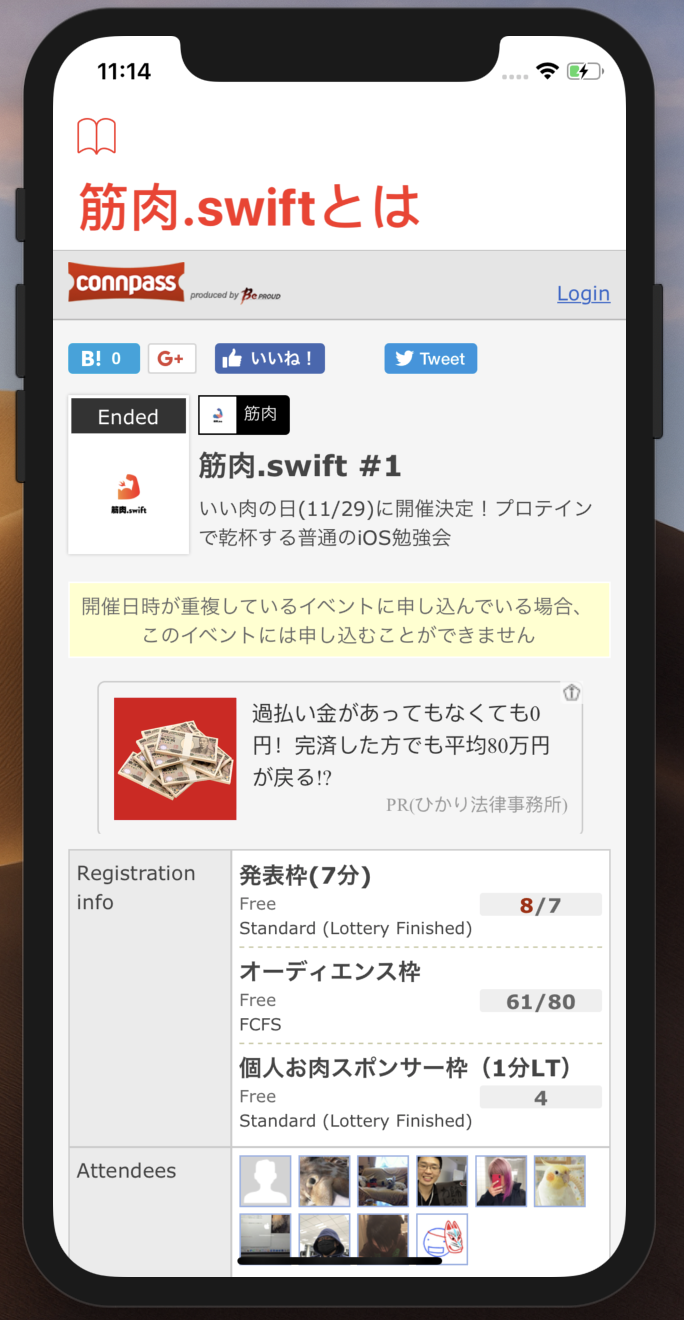 11:14
筋肉.swiftとは
connpass
produced by BePROUD
Login
B! 0
G+
いいね！
Tweet
Ended
筋肉.swift
筋肉
筋肉.swift #1
いい肉の日(11/29)に開催決定！プロテイン
で乾杯する普通のiOS勉強会
開催日時が重複しているイベントに申し込んでいる場合、
このイベントには申し込むことができません
過払い金があってもなくても0
円！完済した方でも平均80万円
が戻る!?
PR(ひかり法律事務所)
Registration
info
発表枠(7分)
Free
8/7
Standard (Lottery Finished)
オーディエンス枠
Free
61/80
FCFS
個人お肉スポンサー枠（1分LT）
Free
4
Standard (Lottery Finished)
Attendees